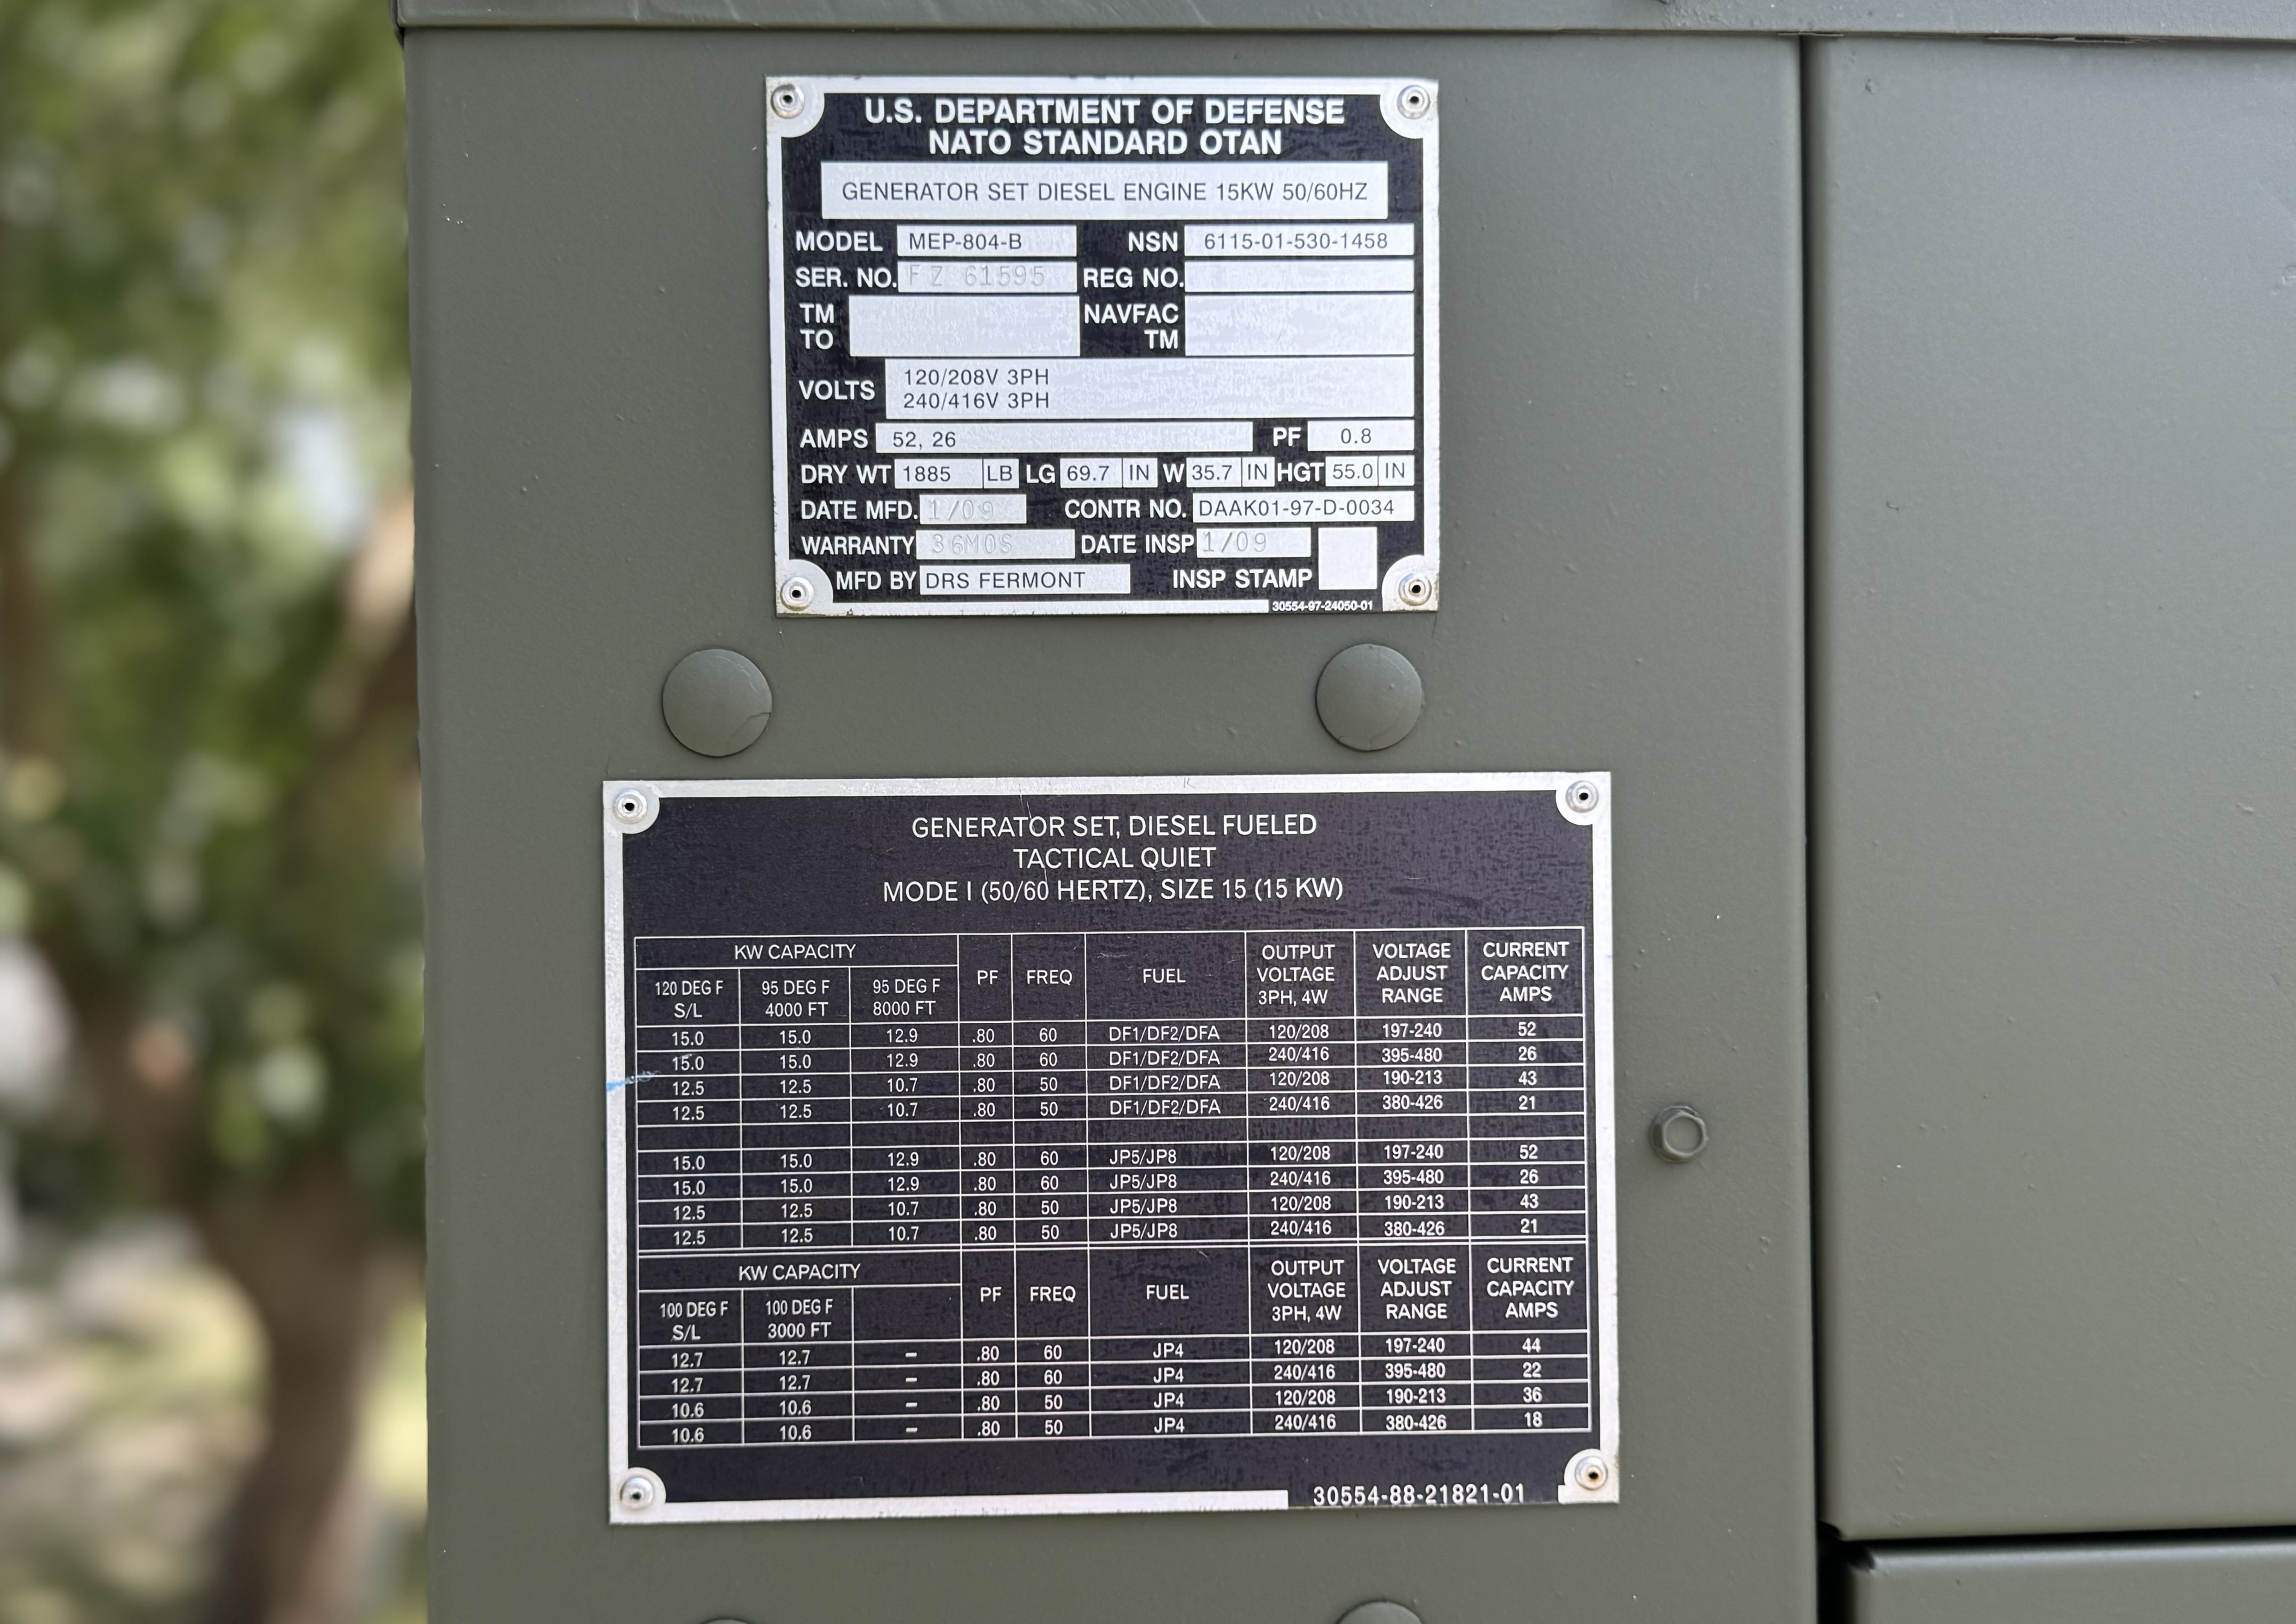 U.S. DEPARTMENT OF DEFENSE
NATO STANDARD OTAN
GENERATOR SET DIESEL ENGINE 15KW 50/60HZ
MODEL MEP-804-B NSN 6115-01-530-1458
SER. NO. FZ 61595 REG NO.
TM NAVFAC
TO TM
VOLTS 120/208V 3PH
240/416V 3PH
AMPS 52, 26 PF 0.8
DRY WT 1885 LB LG 69.7 IN W 35.7 IN HGT 55.0 IN
DATE MFD. 1/09 CONTR NO. DAAK01-97-D-0034
WARRANTY 36MOS DATE INSP 1/09
MFD BY DRS FERMONT INSP STAMP
30554-97-24050-01
GENERATOR SET, DIESEL FUELED
TACTICAL QUIET
MODE I (50/60 HERTZ), SIZE 15 (15 KW)
KW CAPACITY PF FREQ FUEL OUTPUT VOLTAGE 3PH, 4W VOLTAGE ADJUST RANGE CURRENT CAPACITY AMPS
120 DEG F S/L 95 DEG F 4000 FT 95 DEG F 8000 FT
15.0 15.0 12.9 .80 60 DF1/DF2/DFA 120/208 197-240 52
15.0 15.0 12.9 .80 60 DF1/DF2/DFA 240/416 395-480 26
12.5 12.5 10.7 .80 50 DF1/DF2/DFA 120/208 190-213 43
12.5 12.5 10.7 .80 50 DF1/DF2/DFA 240/416 380-426 21
15.0 15.0 12.9 .80 60 JP5/JP8 120/208 197-240 52
15.0 15.0 12.9 .80 60 JP5/JP8 240/416 395-480 26
12.5 12.5 10.7 .80 50 JP5/JP8 120/208 190-213 43
12.5 12.5 10.7 .80 50 JP5/JP8 240/416 380-426 21
KW CAPACITY PF FREQ FUEL OUTPUT VOLTAGE 3PH, 4W VOLTAGE ADJUST RANGE CURRENT CAPACITY AMPS
100 DEG F S/L 100 DEG F 3000 FT
12.7 12.7 - .80 60 JP4 120/208 197-240 44
12.7 12.7 - .80 60 JP4 240/416 395-480 22
10.6 10.6 - .80 50 JP4 120/208 190-213 36
10.6 10.6 - .80 50 JP4 240/416 380-426 18
30554-88-21821-01